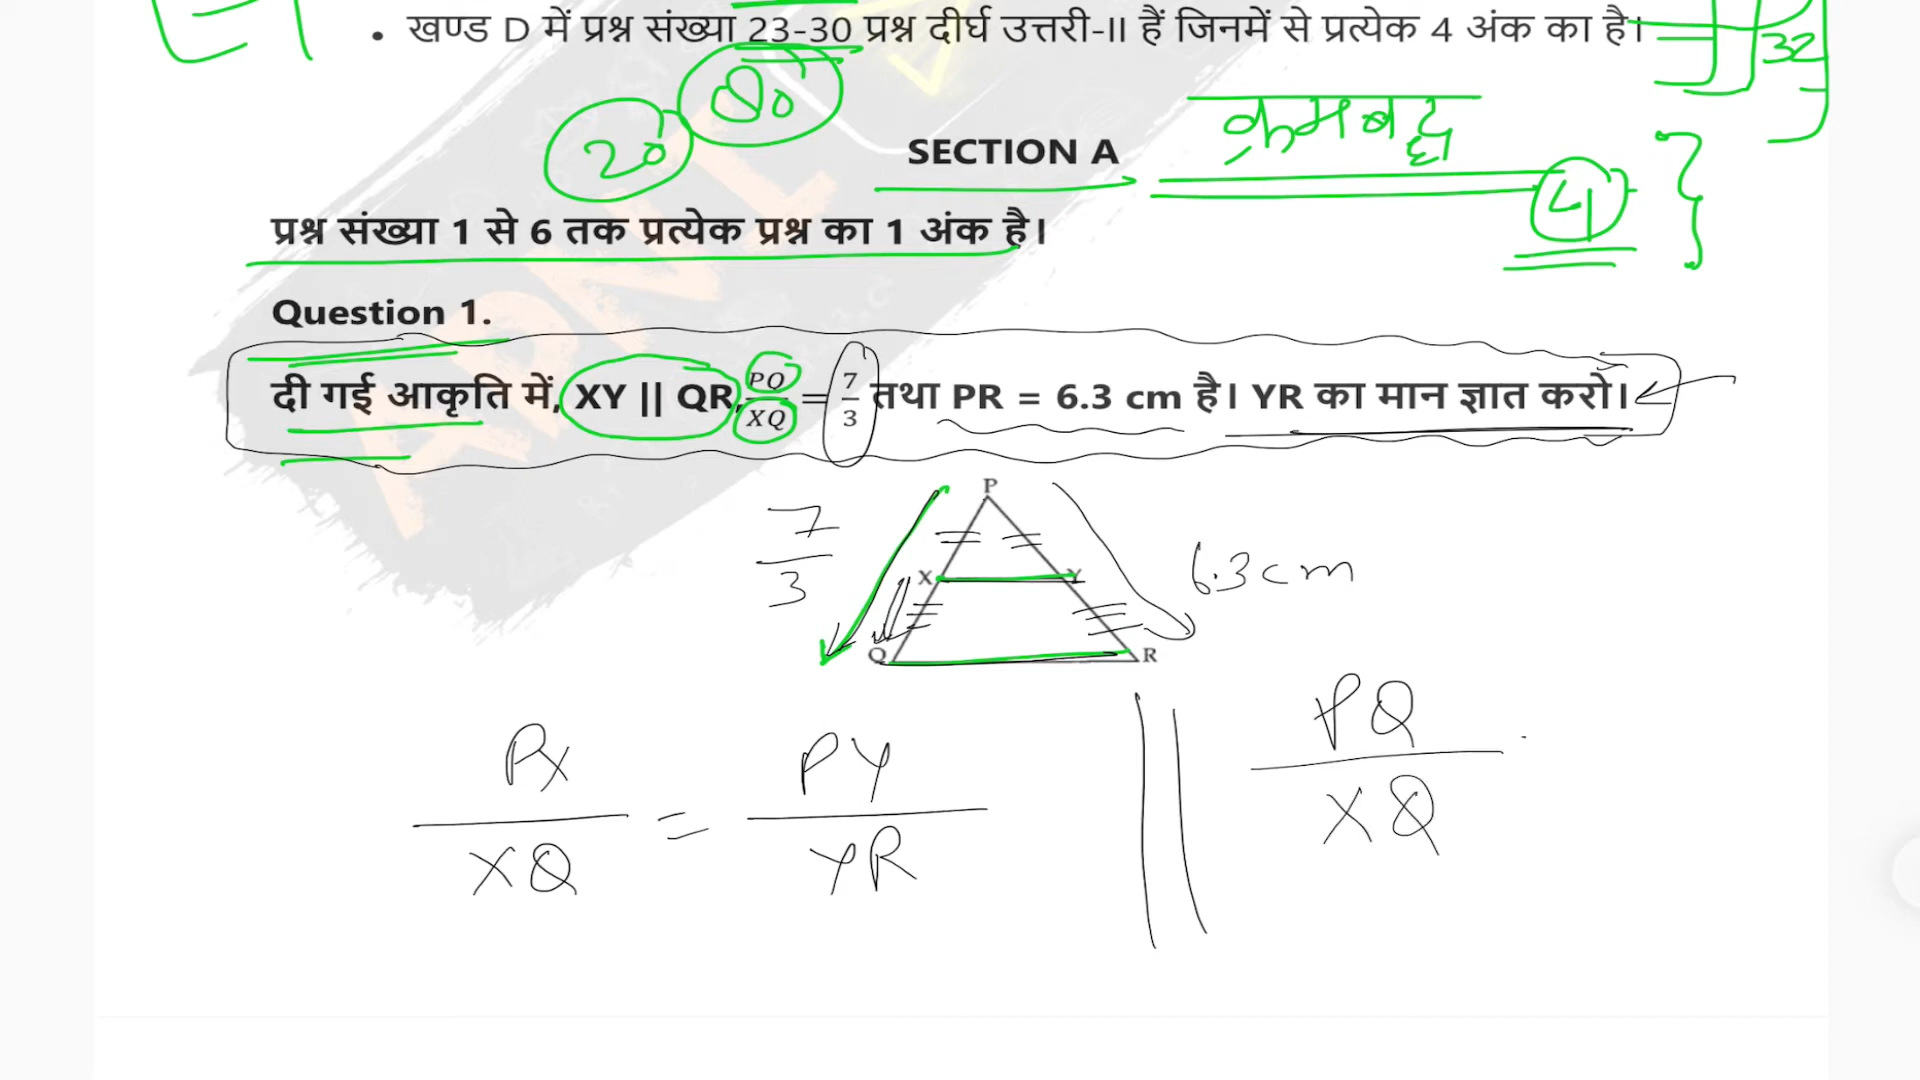 • खण्ड D में प्रश्न संख्या 23-30 प्रश्न दीर्घ उत्तरी-II हैं जिनमें से प्रत्येक 4 अंक का है।
32
80
20
SECTION A
क्रमबद्ध
4
प्रश्न संख्या 1 से 6 तक प्रत्येक प्रश्न का 1 अंक है।
Question 1.
दी गई आकृति में, XY || QR, PQ/XQ = 7/3 तथा PR = 6.3 cm है। YR का मान ज्ञात करो।
P
7/3
X Y
6.3cm
Q R
PX/XQ = PY/YR
PQ/XQ